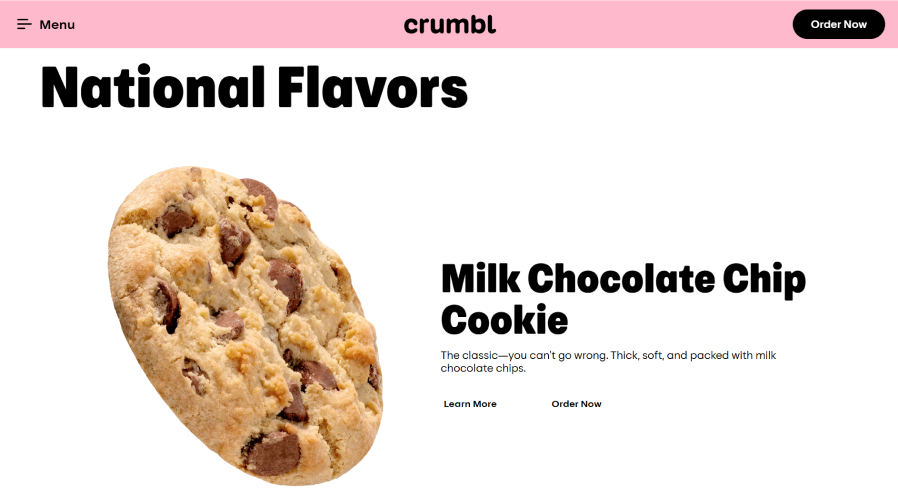 Menu
crumbl
Order Now
National Flavors
Milk Chocolate Chip
Cookie
The classic—you can't go wrong. Thick, soft, and packed with milk
chocolate chips.
Learn More
Order Now